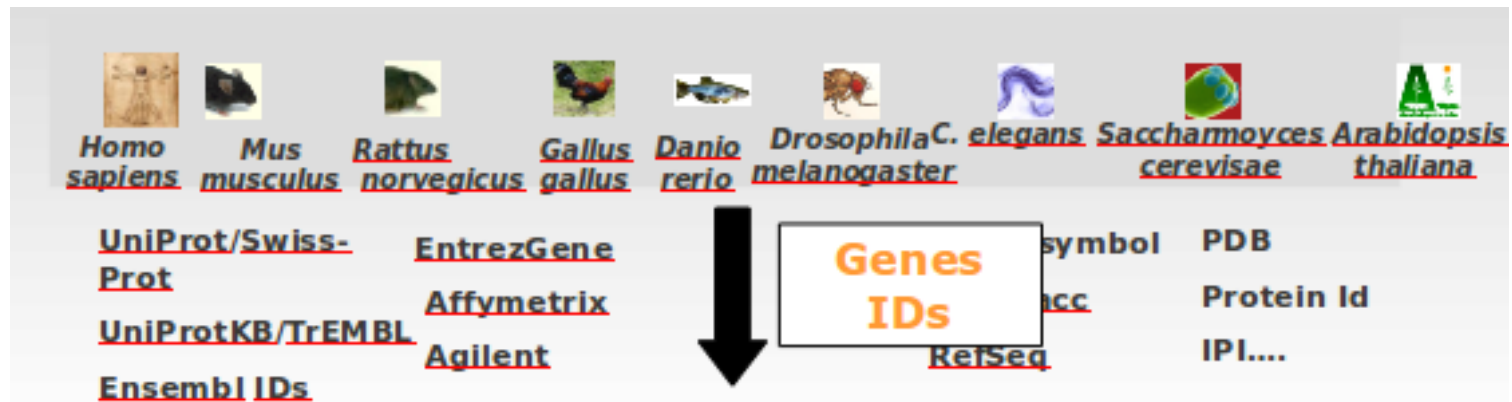 Homo
sapiens
Mus
musculus
Rattus
norvegicus
Gallus
gallus
Danio
rerio
Drosophila
melanogaster
C. elegans
Saccharmoyces
cerevisae
Arabidopsis
thaliana
UniProt/Swiss-
Prot
UniProtKB/TrEMBL
Ensembl IDs
EntrezGene
Affymetrix
Agilent
Genes
IDs
symbol
acc
RefSeq
PDB
Protein Id
IPI....